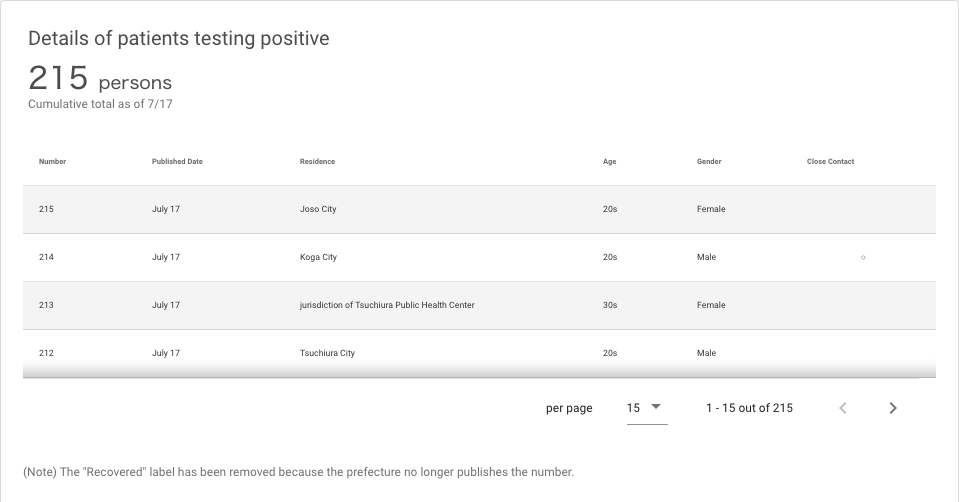 Details of patients testing positive
215 persons
Cumulative total as of 7/17
Number Published Date Residence Age Gender Close Contact
215 July 17 Joso City 20s Female
214 July 17 Koga City 20s Male ○
213 July 17 jurisdiction of Tsuchiura Public Health Center 30s Female
212 July 17 Tsuchiura City 20s Male
per page 15 1 - 15 out of 215
(Note) The "Recovered" label has been removed because the prefecture no longer publishes the number.